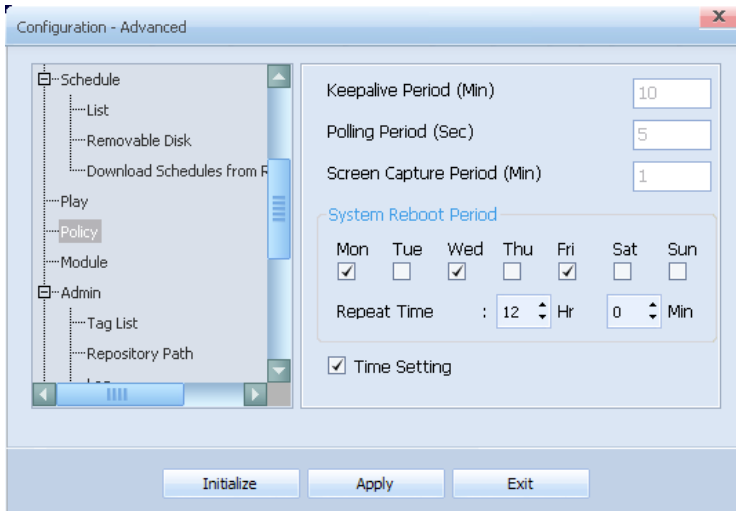 Configuration - Advanced
Schedule
List
Removable Disk
Download Schedules from R
Play
Policy
Module
Admin
Tag List
Repository Path
Keepalive Period (Min) 10
Polling Period (Sec) 5
Screen Capture Period (Min) 1
System Reboot Period
Mon Tue Wed Thu Fri Sat Sun
Repeat Time : 12 Hr 0 Min
Time Setting
Initialize Apply Exit